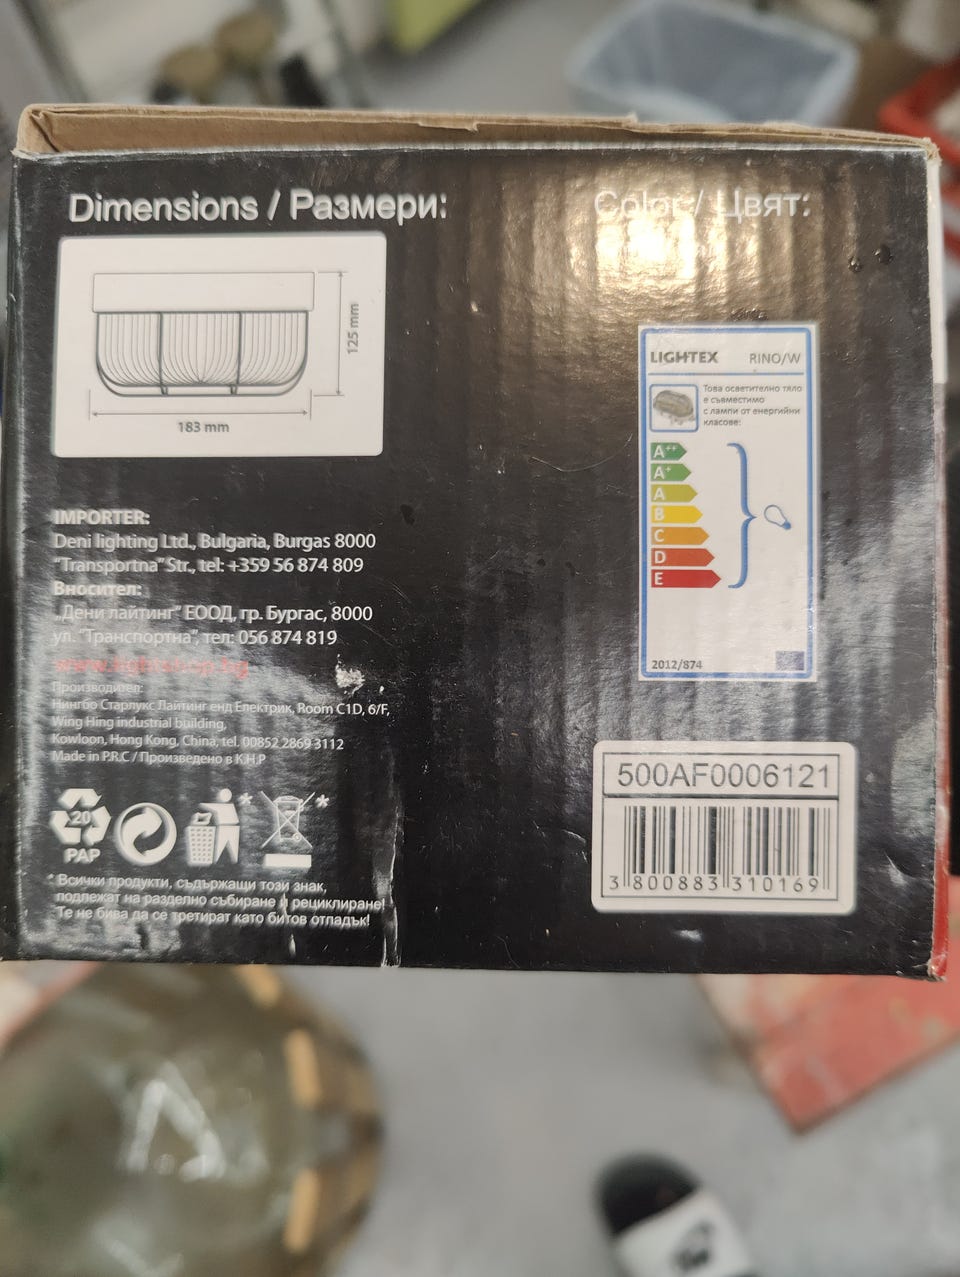 Dimensions / Размери:
125 mm
183 mm
Color / Цвят:
LIGHTEX RINO/W
Това осветително тяло
е съвместимо
с лампи от енергийни
класове:
A++
A+
A
B
C
D
E
2012/874
IMPORTER:
Deni lighting Ltd., Bulgaria, Burgas 8000
"Transportna" Str., tel: +359 56 874 809
Вносител:
„Дени лайтинг" ЕООД, гр. Бургас, 8000
ул. "Транспортна", тел: 056 874 819
Производител:
Нингбо Старлукс Лайтинг енд Електрик, Room C1D, 6/F,
Wing Hing industrial building,
Kowloon, Hong Kong, China, tel. 00852 2869 3112
Made in P.R.C / Произведено в К.Н.Р
20
PAP
* *
* Всички продукти, съдържащи този знак,
подлежат на разделно събиране и рециклиране!
Те не бива да се третират като битов отпадък!
500AF0006121
3 800883 310169